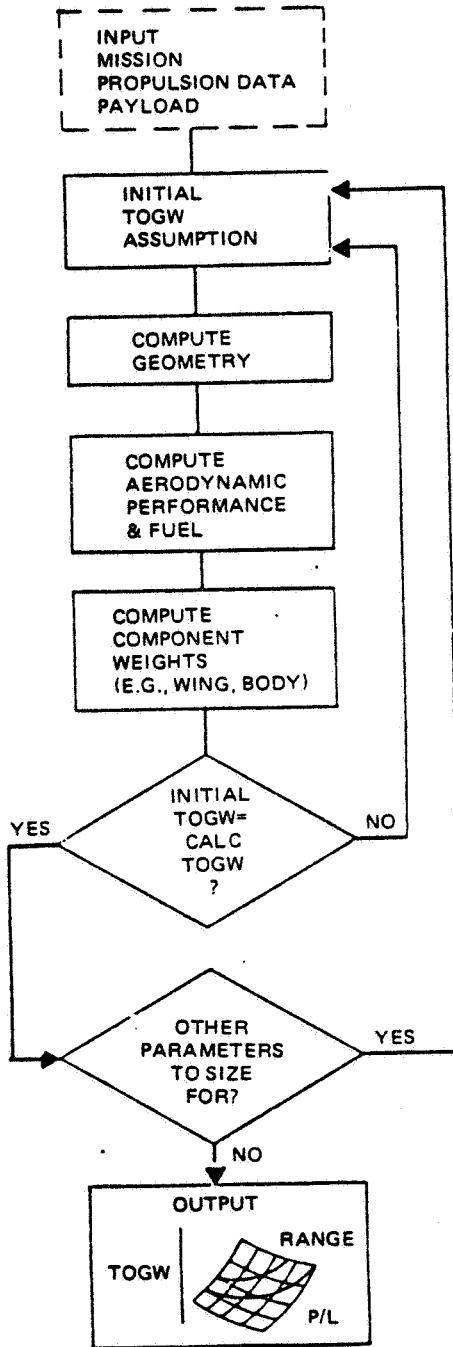 INPUT
MISSION
PROPULSION DATA
PAYLOAD
INITIAL
TOGW
ASSUMPTION
COMPUTE
GEOMETRY
COMPUTE
AERODYNAMIC
PERFORMANCE
& FUEL
COMPUTE
COMPONENT
WEIGHTS
(E.G., WING, BODY)
INITIAL
TOGW=
CALC
TOGW
?
YES
NO
OTHER
PARAMETERS
TO SIZE
FOR?
YES
NO
OUTPUT
RANGE
TOGW
P/L